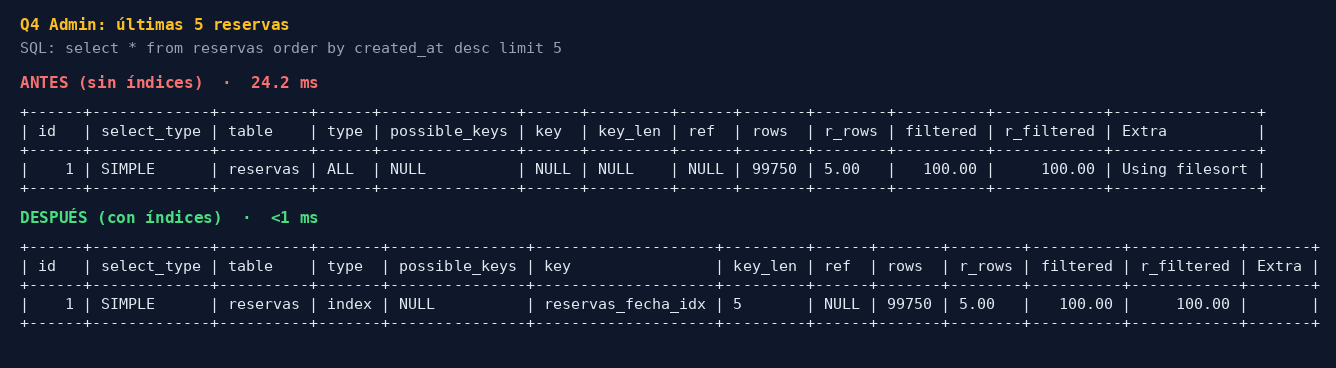 Q4 Admin: últimas 5 reservas
SQL: select * from reservas order by created_at desc limit 5
ANTES (sin índices)  ·  24.2 ms
+------+-------------+----------+------+---------------+------+---------+------+-------+--------+----------+------------+----------------+
| id   | select_type | table    | type | possible_keys | key  | key_len | ref  | rows  | r_rows | filtered | r_filtered | Extra          |
+------+-------------+----------+------+---------------+------+---------+------+-------+--------+----------+------------+----------------+
|    1 | SIMPLE      | reservas | ALL  | NULL          | NULL | NULL    | NULL | 99750 | 5.00   |   100.00 |     100.00 | Using filesort |
+------+-------------+----------+------+---------------+------+---------+------+-------+--------+----------+------------+----------------+
DESPUÉS (con índices)  ·  <1 ms
+------+-------------+----------+-------+---------------+--------------------+---------+------+-------+--------+----------+------------+-------+
| id   | select_type | table    | type  | possible_keys | key                | key_len | ref  | rows  | r_rows | filtered | r_filtered | Extra |
+------+-------------+----------+-------+---------------+--------------------+---------+------+-------+--------+----------+------------+-------+
|    1 | SIMPLE      | reservas | index | NULL          | reservas_fecha_idx | 5       | NULL | 99750 | 5.00   |   100.00 |     100.00 |       |
+------+-------------+----------+-------+---------------+--------------------+---------+------+-------+--------+----------+------------+-------+